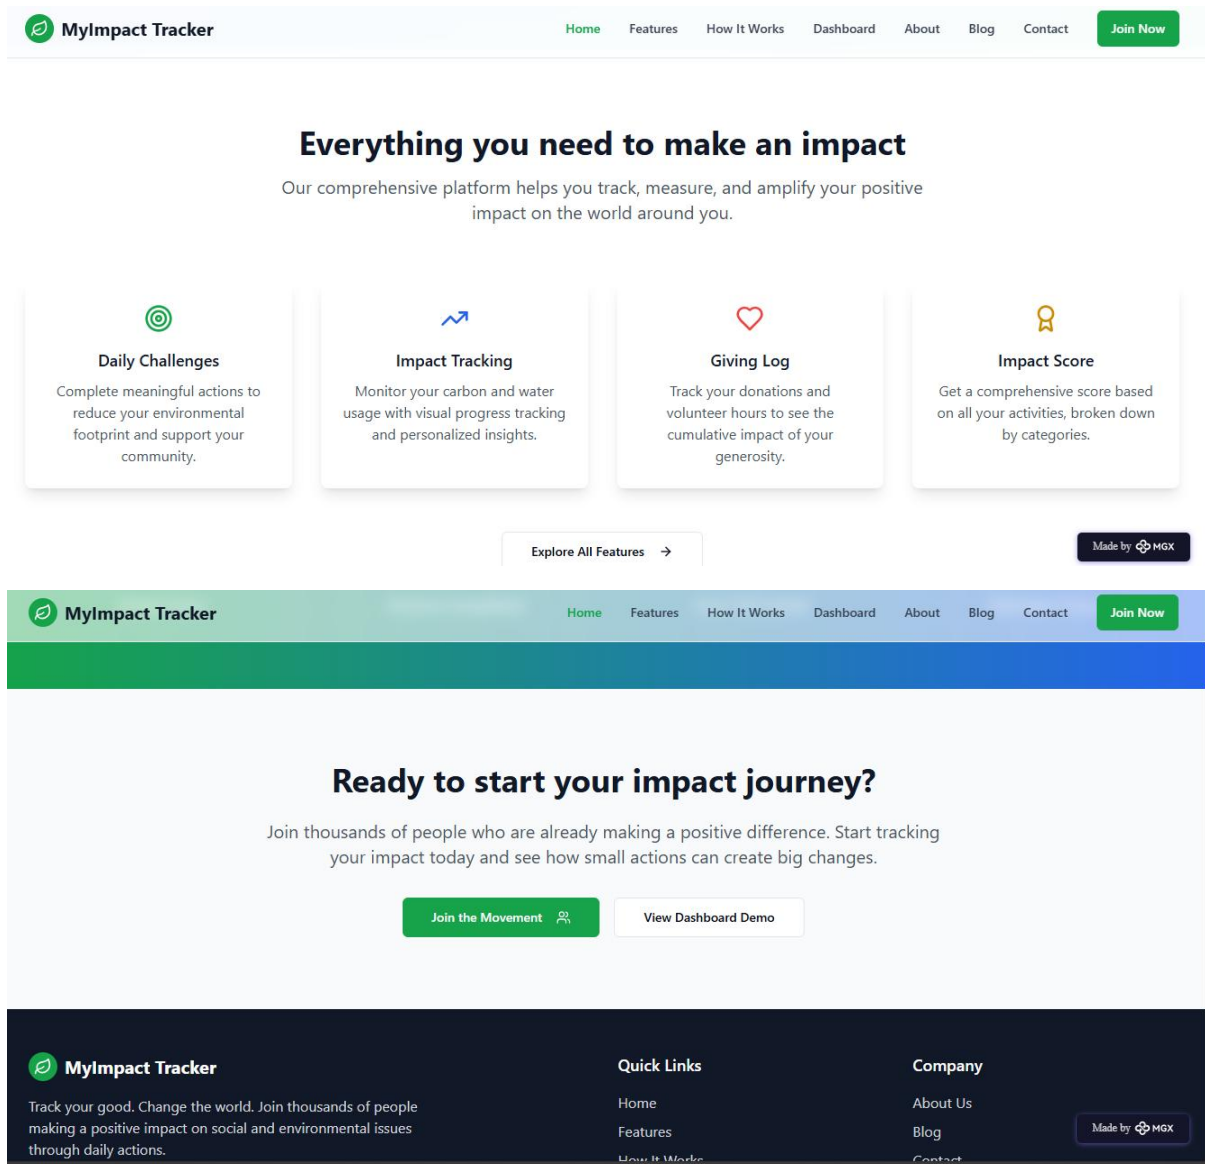 MyImpact Tracker
Home Features How It Works Dashboard About Blog Contact Join Now
Everything you need to make an impact
Our comprehensive platform helps you track, measure, and amplify your positive
impact on the world around you.
Daily Challenges
Complete meaningful actions to
reduce your environmental
footprint and support your
community.
Impact Tracking
Monitor your carbon and water
usage with visual progress tracking
and personalized insights.
Giving Log
Track your donations and
volunteer hours to see the
cumulative impact of your
generosity.
Impact Score
Get a comprehensive score based
on all your activities, broken down
by categories.
Explore All Features
Made by MGX
MyImpact Tracker
Home Features How It Works Dashboard About Blog Contact Join Now
Ready to start your impact journey?
Join thousands of people who are already making a positive difference. Start tracking
your impact today and see how small actions can create big changes.
Join the Movement
View Dashboard Demo
MyImpact Tracker
Track your good. Change the world. Join thousands of people
making a positive impact on social and environmental issues
through daily actions.
Quick Links
Home
Features
How It Works
Company
About Us
Blog
Contact
Made by MGX